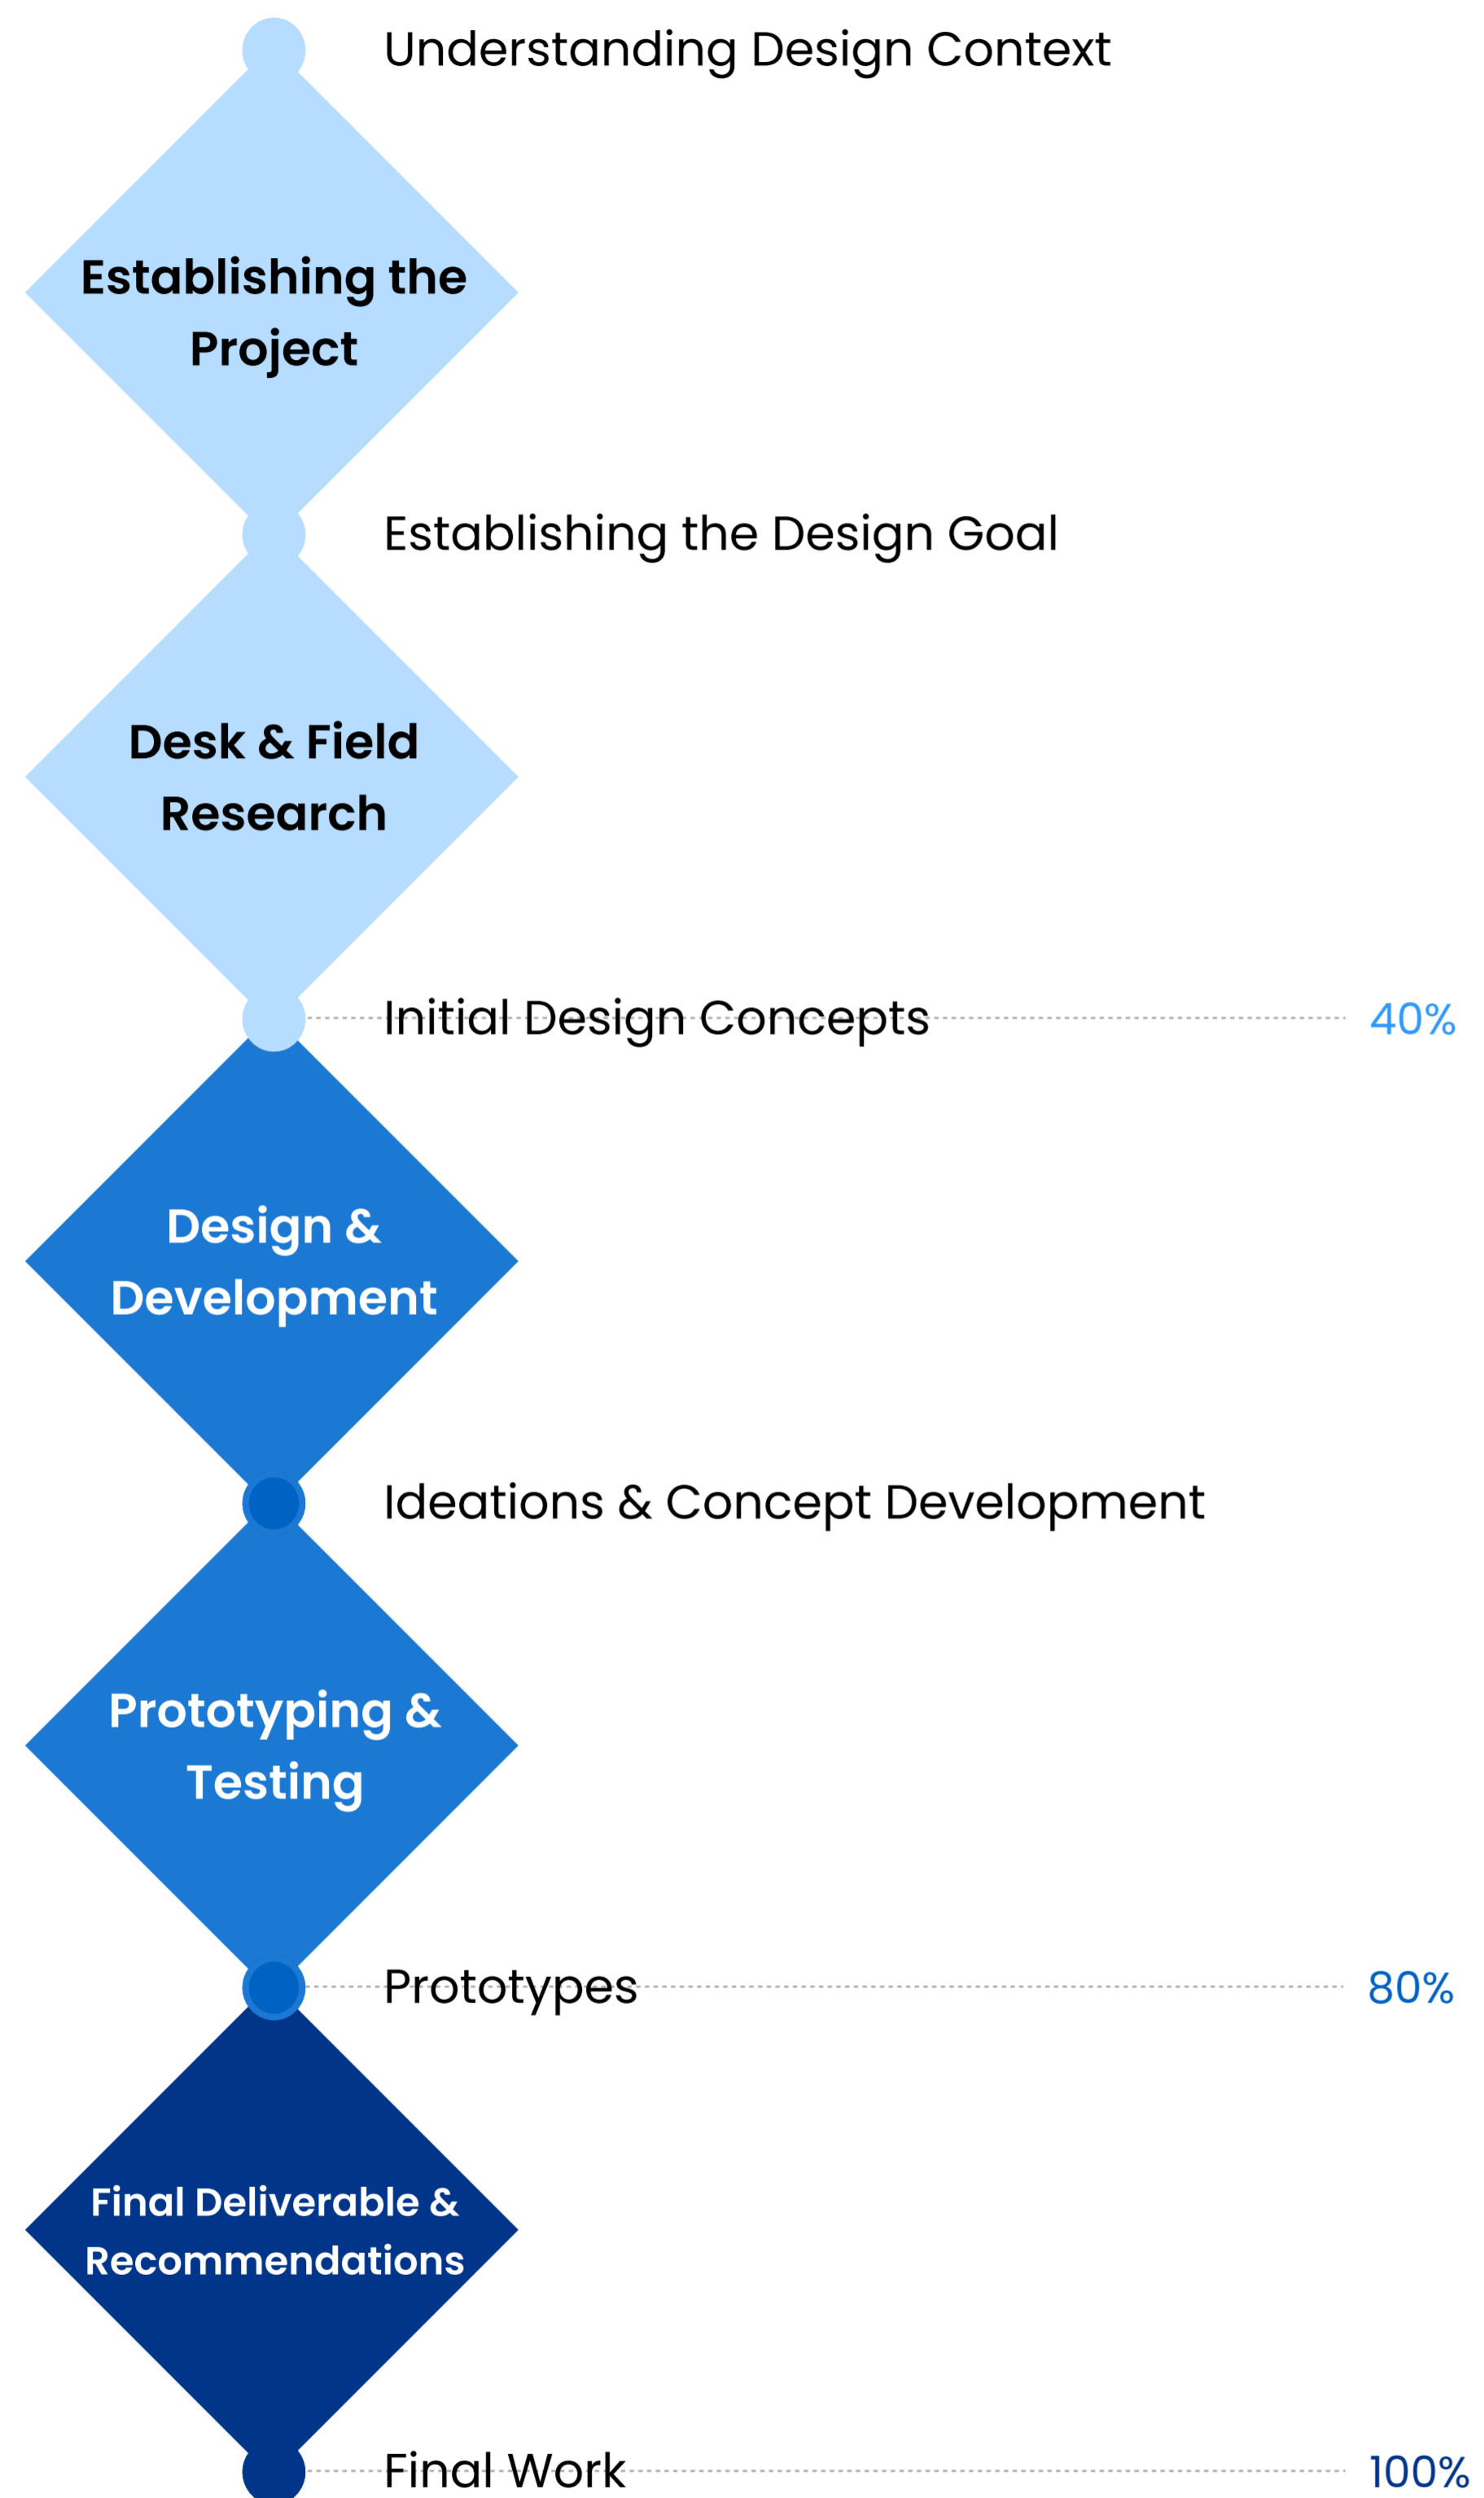 Understanding Design Context
Establishing the
Project
Establishing the Design Goal
Desk & Field
Research
Initial Design Concepts 40%
Design &
Development
Ideations & Concept Development
Prototyping &
Testing
Prototypes 80%
Final Deliverable &
Recommendations
Final Work 100%